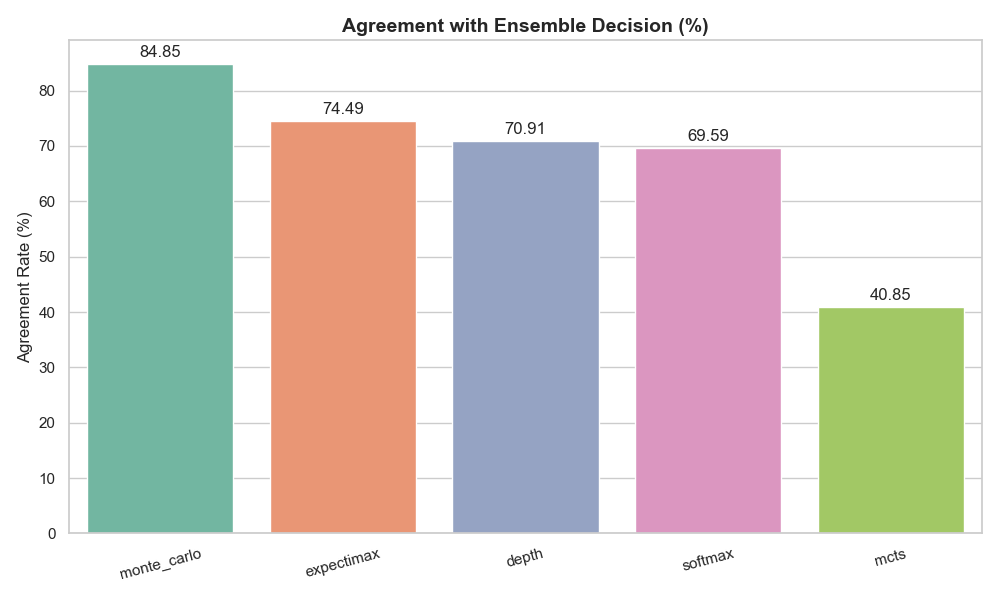 Agreement with Ensemble Decision (%)
Agreement Rate (%)
80
70
60
50
40
30
20
10
0
84.85
74.49
70.91
69.59
40.85
monte_carlo
expectimax
depth
softmax
mcts